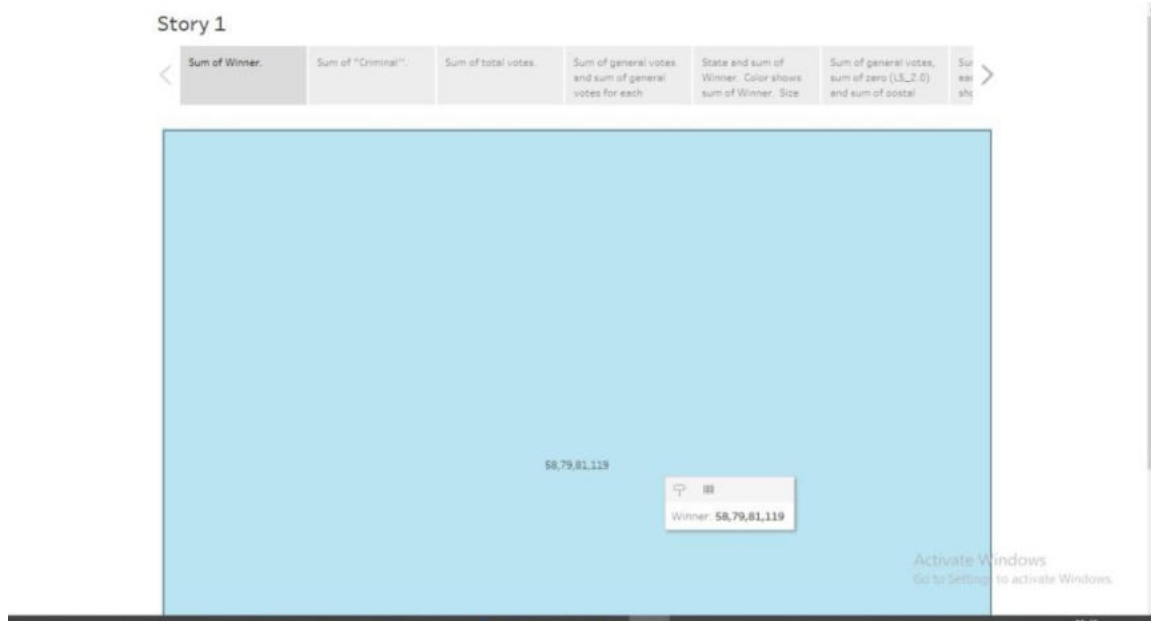 Story 1
Sum of Winner.
Sum of "Criminal"".
Sum of total votes.
Sum of general votes
and sum of general
votes for each
State and sum of
Winner. Color shows
sum of Winner. Size
Sum of general votes,
sum of zero (LS_2.0)
and sum of postal
58,79,81,119
Winner: 58,79,81,119
Activate Windows
Go to Settings to activate Windows.